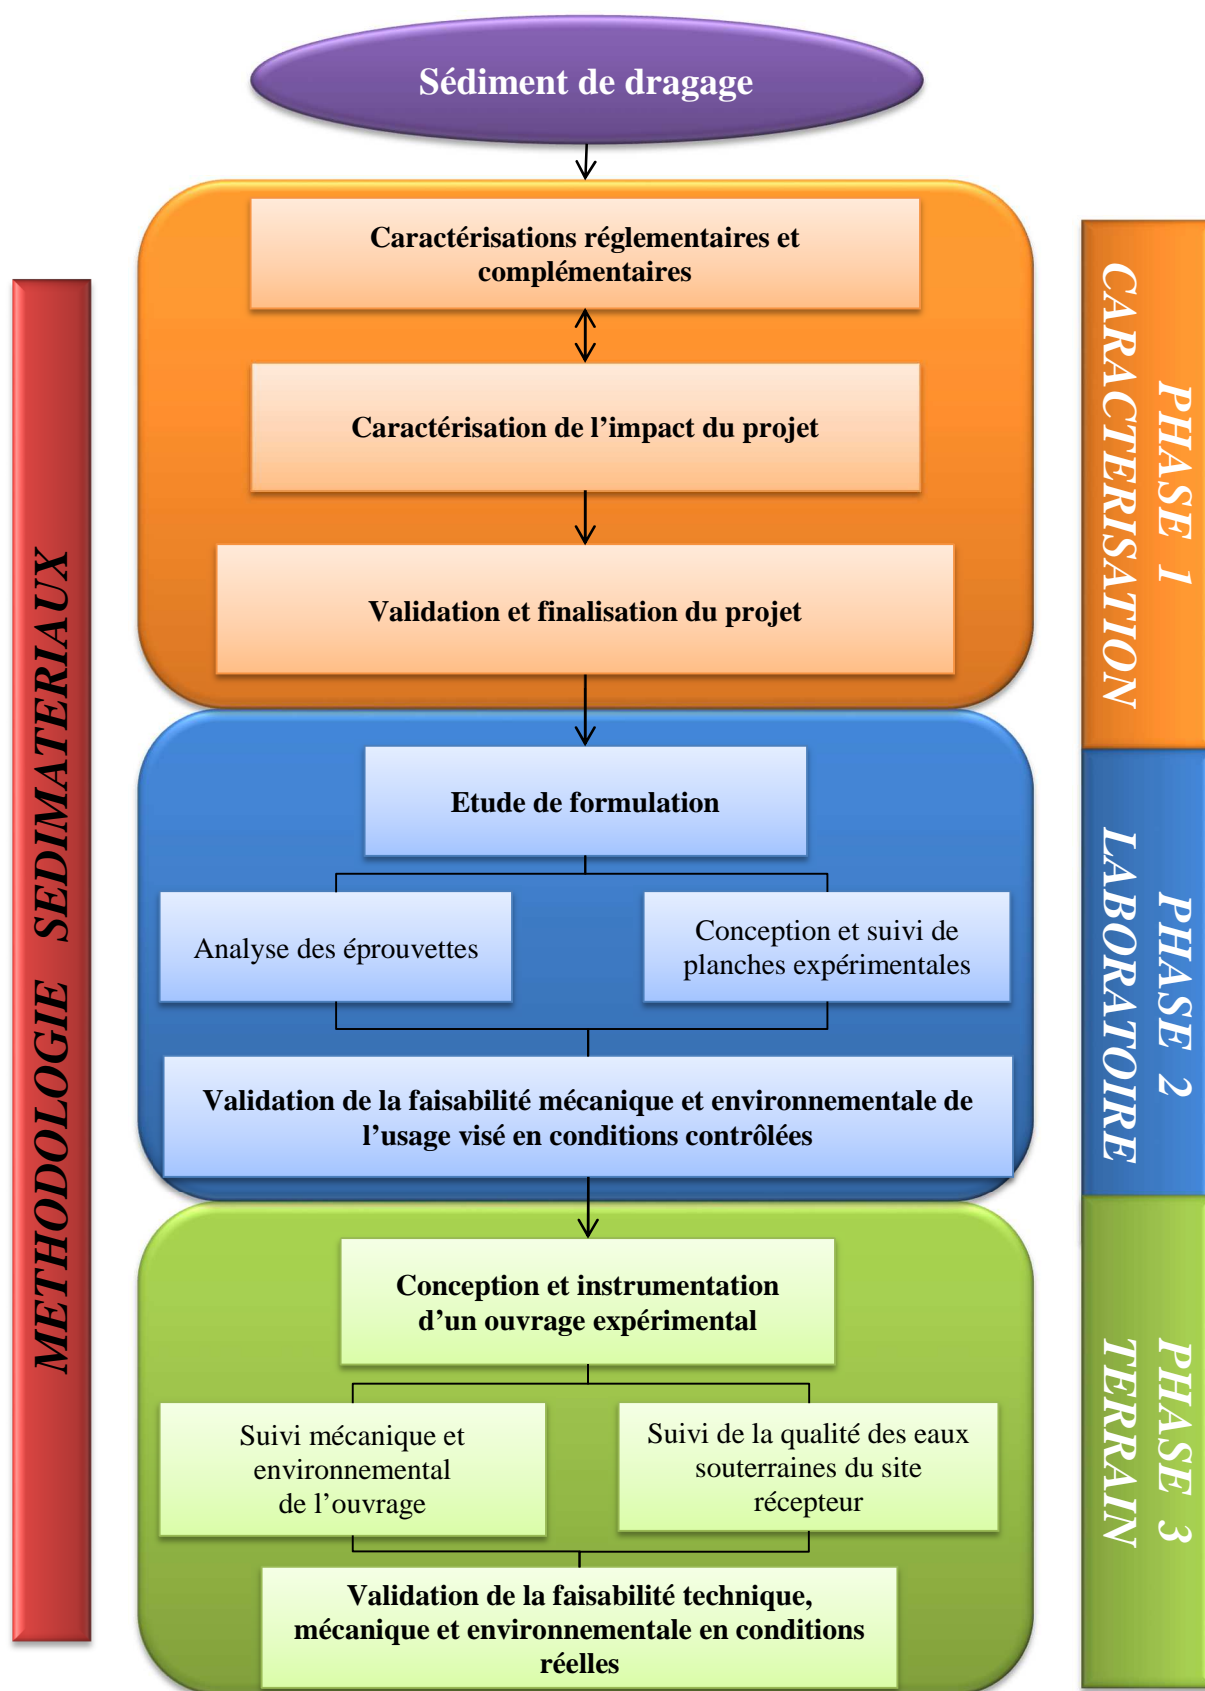 Sédiment de dragage
Caractérisations réglementaires et
complémentaires
Caractérisation de l’impact du projet
Validation et finalisation du projet
PHASE 1
CARACTERISATION
METHODOLOGIE SEDIMATERIAUX
Etude de formulation
Analyse des éprouvettes
Conception et suivi de
planches expérimentales
Validation de la faisabilité mécanique et environnementale de
l’usage visé en conditions contrôlées
PHASE 2
LABORATOIRE
Conception et instrumentation
d’un ouvrage expérimental
Suivi mécanique et
environnemental
de l’ouvrage
Suivi de la qualité des eaux
souterraines du site
récepteur
Validation de la faisabilité technique,
mécanique et environnementale en conditions
réelles
PHASE 3
TERRAIN